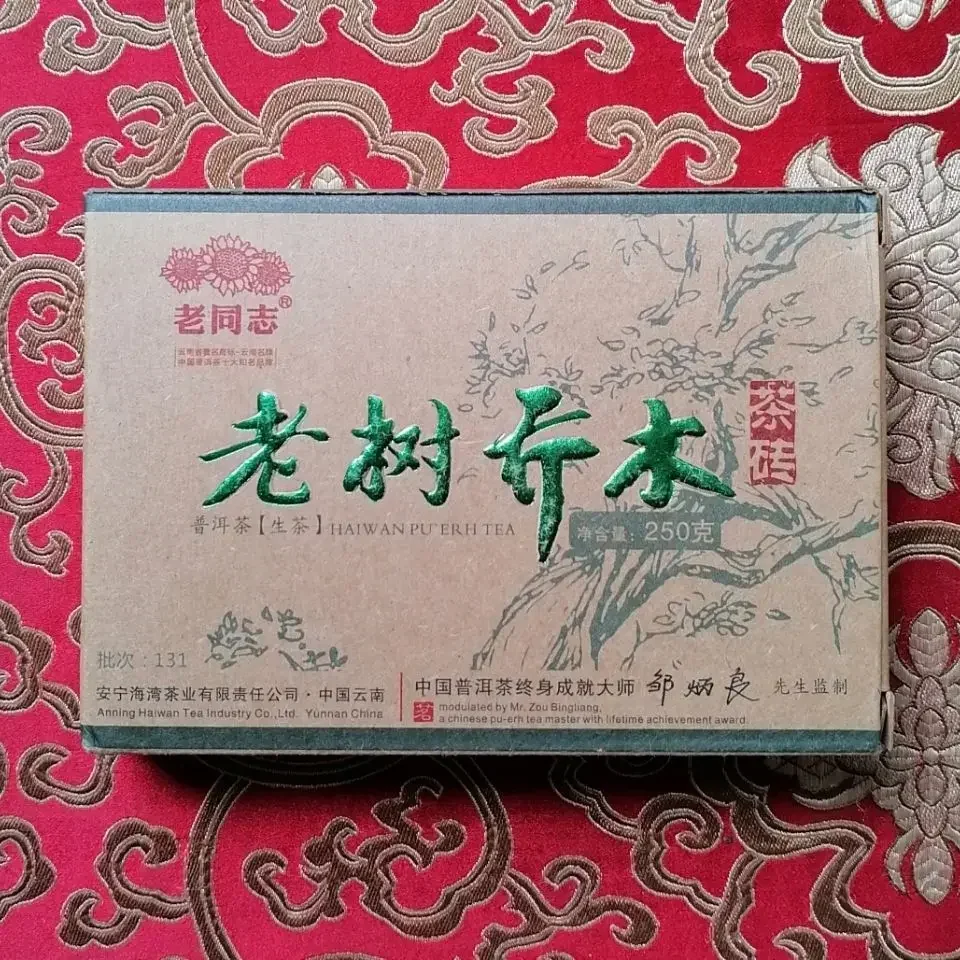 老同志®
云南省著名商标·云南名牌
中国普洱茶十大知名品牌
老树乔木
茶砖
普洱茶【生茶】HAIWAN PU'ERH TEA
净含量：250克
批次：131
安宁海湾茶业有限责任公司·中国云南
Anning Haiwan Tea Industry Co.,Ltd. Yunnan China
中国普洱茶终身成就大师 邹炳良 先生监制
茗
modulated by Mr. Zou Bingliang,
a chinese pu-erh tea master with lifetime achievement award.